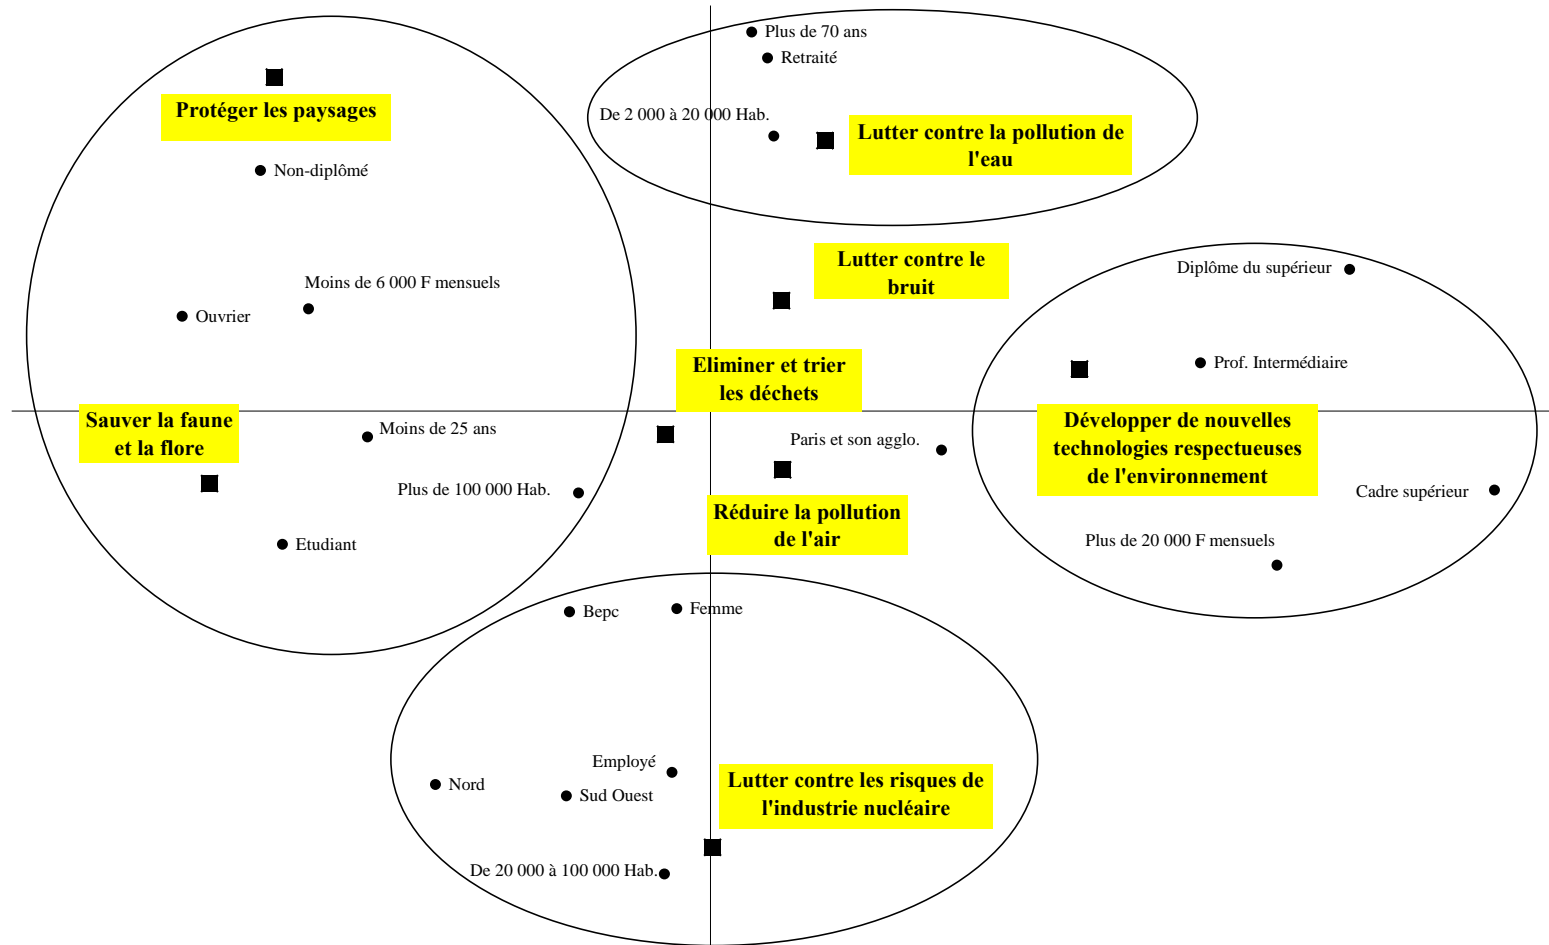 Plus de 70 ans
Retraité
Protéger les paysages
De 2 000 à 20 000 Hab.
Lutter contre la pollution de
l'eau
Non-diplômé
Lutter contre le
bruit
Diplôme du supérieur
Moins de 6 000 F mensuels
Ouvrier
Eliminer et trier
les déchets
Prof. Intermédiaire
Sauver la faune
et la flore
Moins de 25 ans
Paris et son agglo.
Développer de nouvelles
technologies respectueuses
de l'environnement
Plus de 100 000 Hab.
Cadre supérieur
Réduire la pollution
de l'air
Etudiant
Plus de 20 000 F mensuels
Bepc
Femme
Employé
Nord
Sud Ouest
Lutter contre les risques de
l'industrie nucléaire
De 20 000 à 100 000 Hab.